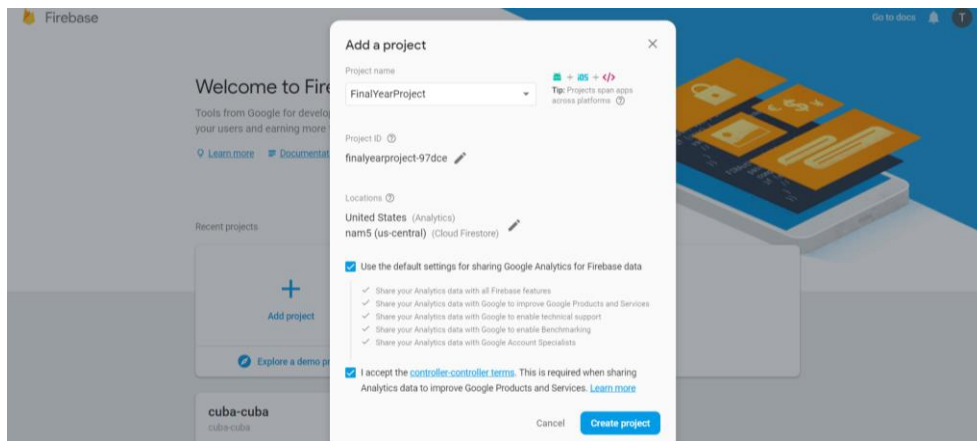 Firebase
Go to docs
T
Welcome to Fire
Tools from Google for develo
your users and earning more
Learn more
Documentat
Recent projects
Add project
Explore a demo pr
cuba-cuba
cuba-cuba
Add a project
Project name
FinalYearProject
+ iOS + </>
Tip: Projects span apps
across platforms
Project ID
finalyearproject-97dce
Locations
United States (Analytics)
nam5 (us-central) (Cloud Firestore)
Use the default settings for sharing Google Analytics for Firebase data
Share your Analytics data with all Firebase features
Share your Analytics data with Google to improve Google Products and Services
Share your Analytics data with Google to enable technical support
Share your Analytics data with Google to enable Benchmarking
Share your Analytics data with Google Account Specialists
I accept the controller-controller terms. This is required when sharing
Analytics data to improve Google Products and Services. Learn more
Cancel
Create project